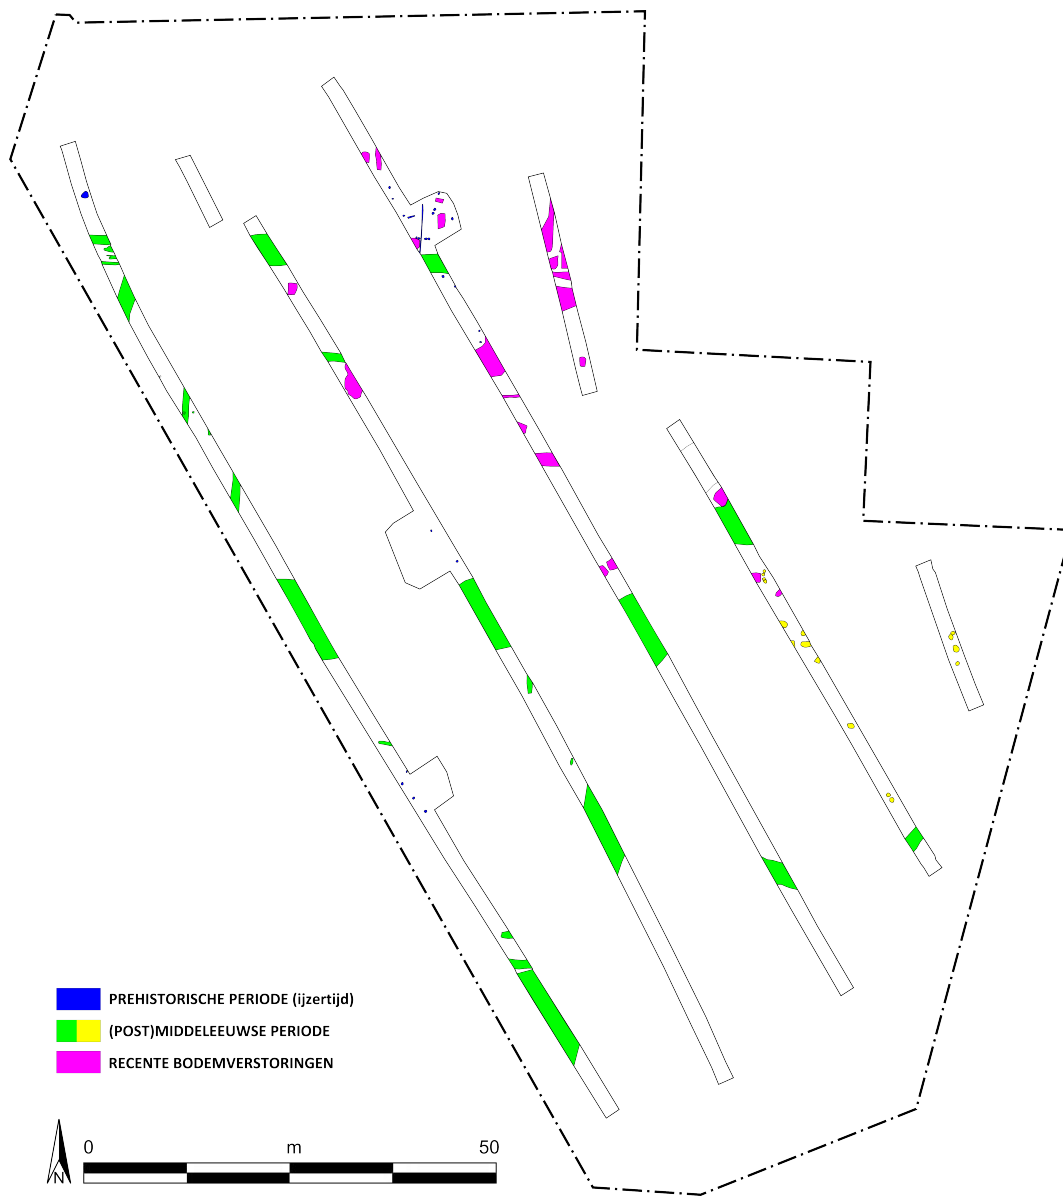 PREHISTORISCHE PERIODE (ijzertijd)
(POST)MIDDELEEUWSE PERIODE
RECENTE BODEMVERSTORINGEN
0 m 50
N